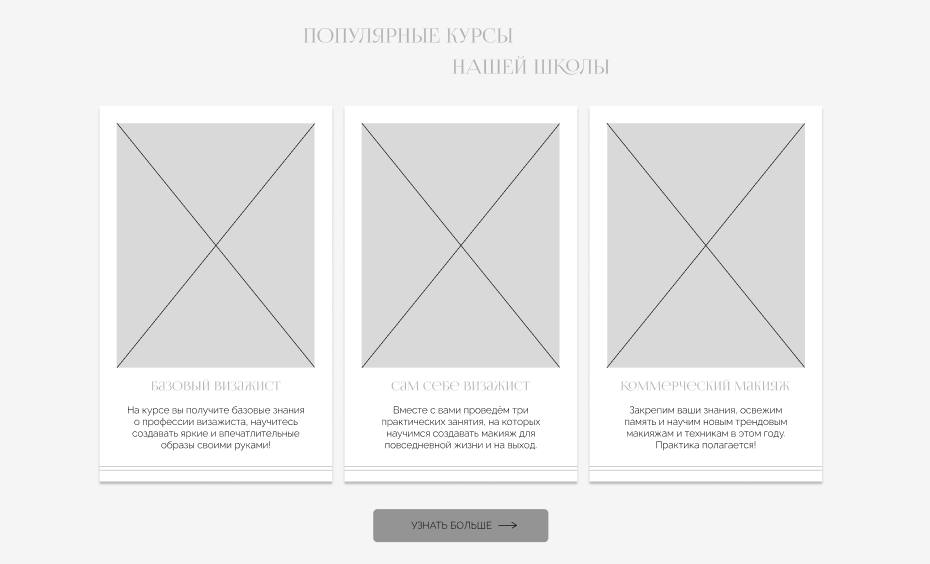 ПОПУЛЯРНЫЕ КУРСЫ
НАШЕЙ ШКОЛЫ
базовый визажист
На курсе вы получите базовые знания
о профессии визажиста, научитесь
создавать яркие и впечатлительные
образы своими руками!
сам себе визажист
Вместе с вами проведём три
практических занятия, на которых
научимся создавать макияж для
повседневной жизни и на выход.
коммерческий макияж
Закрепим ваши знания, освежим
память и научим новым трендовым
макияжам и техникам в этом году.
Практика полагается!
УЗНАТЬ БОЛЬШЕ